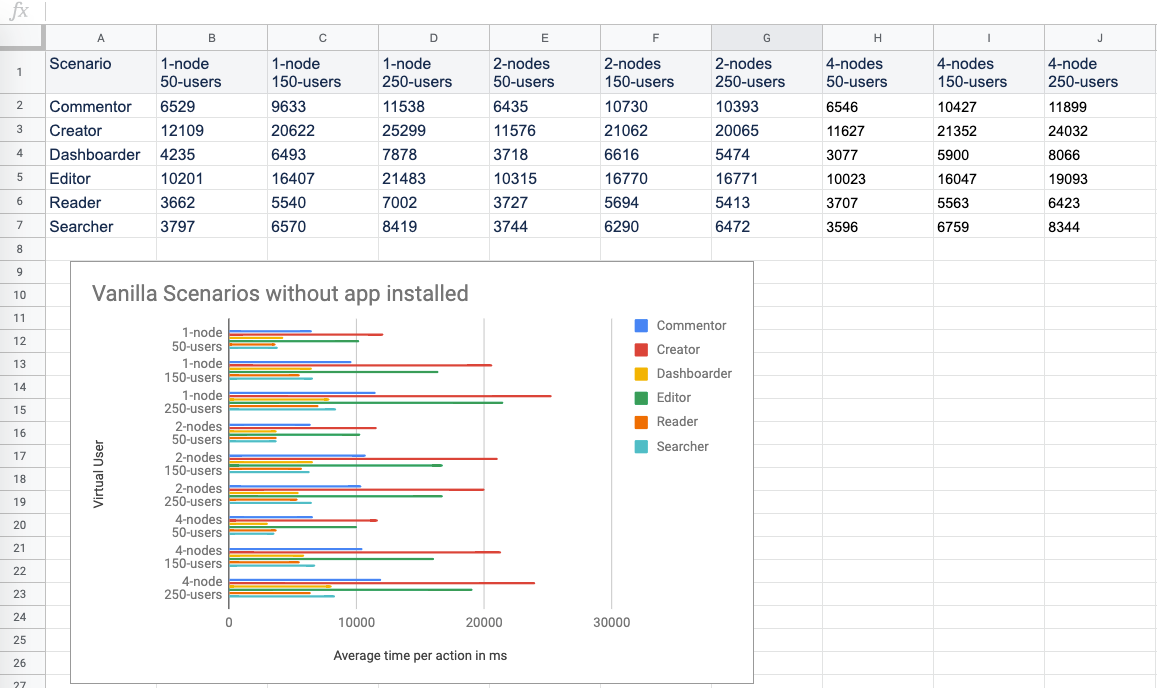 fx
A B C D E F G H I J
1 Scenario 1-node 1-node 1-node 2-nodes 2-nodes 2-nodes 4-nodes 4-nodes 4-node
50-users 150-users 250-users 50-users 150-users 250-users 50-users 150-users 250-users
2 Commentor 6529 9633 11538 6435 10730 10393 6546 10427 11899
3 Creator 12109 20622 25299 11576 21062 20065 11627 21352 24032
4 Dashboarder 4235 6493 7878 3718 6616 5474 3077 5900 8066
5 Editor 10201 16407 21483 10315 16770 16771 10023 16047 19093
6 Reader 3662 5540 7002 3727 5694 5413 3707 5563 6423
7 Searcher 3797 6570 8419 3744 6290 6472 3596 6759 8344
8
9
10
11
12
13
14
15
16
17
18
19
20
21
22
23
24
25
26
27
Vanilla Scenarios without app installed
Virtual User
1-node
50-users
1-node
150-users
1-node
250-users
2-nodes
50-users
2-nodes
150-users
2-nodes
250-users
4-nodes
50-users
4-nodes
150-users
4-node
250-users
0 10000 20000 30000
Average time per action in ms
Commentor
Creator
Dashboarder
Editor
Reader
Searcher